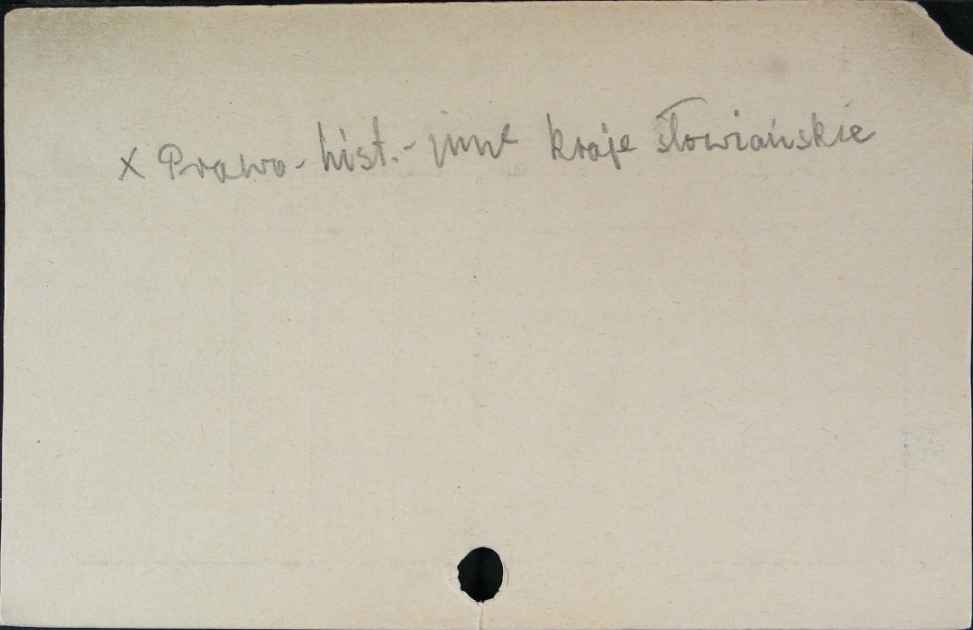 x Prawo - hist. - inne kraje słowiańskie